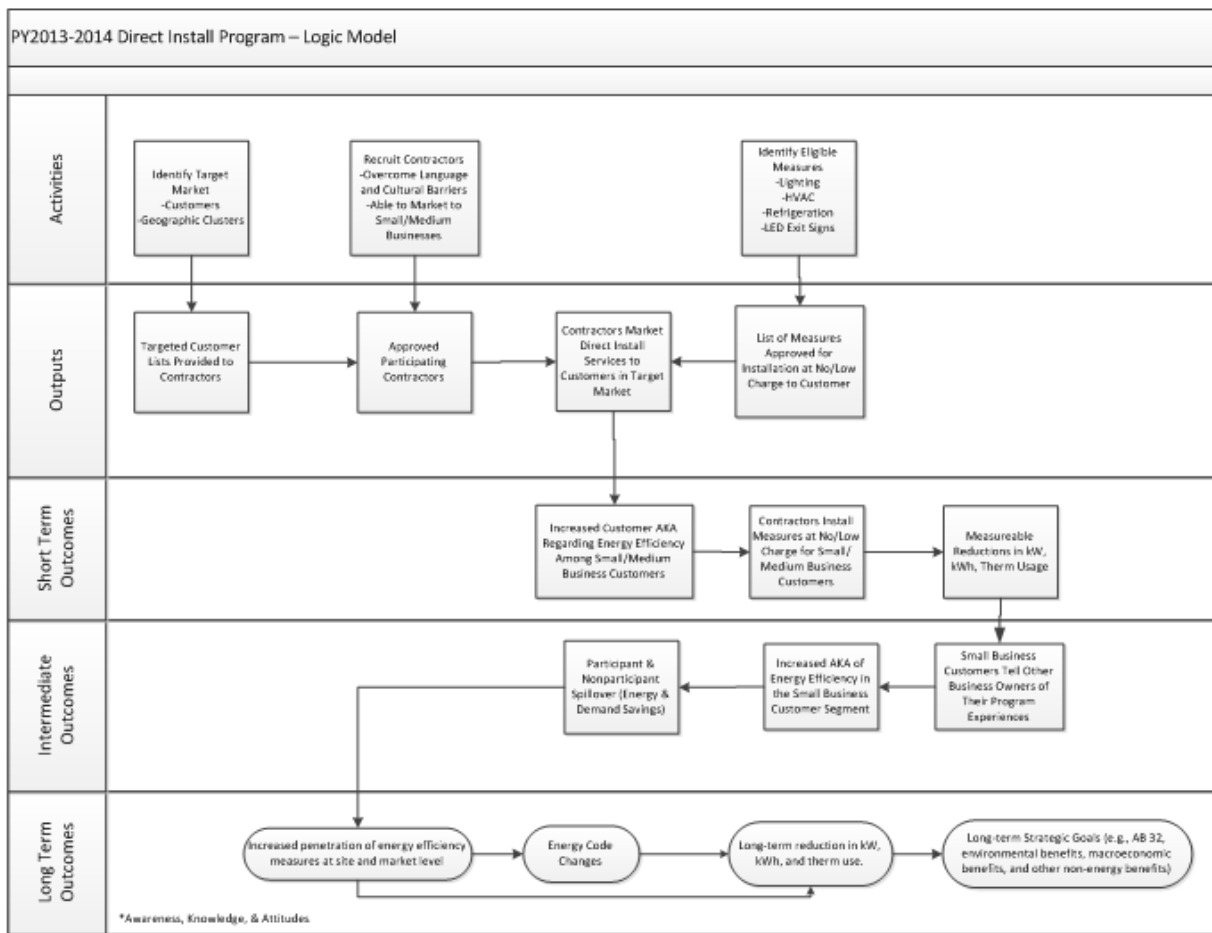 PY2013-2014 Direct Install Program – Logic Model
Activities
Identify Target
Market
-Customers
-Geographic Clusters
Recruit Contractors
-Overcome Language
and Cultural Barriers
-Able to Market to
Small/Medium
Businesses
Identify Eligible
Measures
-Lighting
-HVAC
-Refrigeration
-LED Exit Signs
Outputs
Targeted Customer
Lists Provided to
Contractors
Approved
Participating
Contractors
Contractors Market
Direct Install
Services to
Customers in Target
Market
List of Measures
Approved for
Installation at No/Low
Charge to Customer
Short Term
Outcomes
Increased Customer AKA
Regarding Energy Efficiency
Among Small/Medium
Business Customers
Contractors Install
Measures at No/Low
Charge for Small/
Medium Business
Customers
Measureable
Reductions in kW,
kWh, Therm Usage
Intermediate
Outcomes
Participant &
Nonparticipant
Spillover (Energy &
Demand Savings)
Increased AKA of
Energy Efficiency in
the Small Business
Customer Segment
Small Business
Customers Tell Other
Business Owners of
Their Program
Experiences
Long Term
Outcomes
Increased penetration of energy efficiency
measures at site and market level
Energy Code
Changes
Long-term reduction in kW,
kWh, and therm use.
Long-term Strategic Goals (e.g., AB 32,
environmental benefits, macroeconomic
benefits, and other non-energy benefits)
*Awareness, Knowledge, & Attitudes